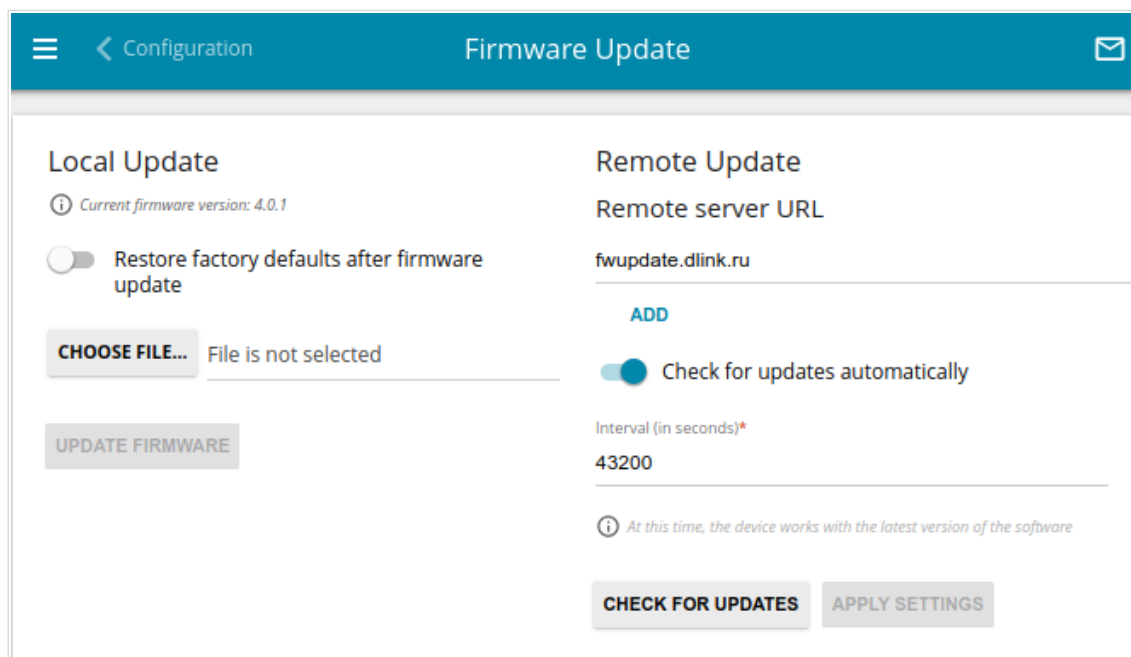 Configuration
Firmware Update
Local Update
Current firmware version: 4.0.1
Restore factory defaults after firmware
update
CHOOSE FILE...
File is not selected
UPDATE FIRMWARE
Remote Update
Remote server URL
fwupdate.dlink.ru
ADD
Check for updates automatically
Interval (in seconds)*
43200
At this time, the device works with the latest version of the software
CHECK FOR UPDATES
APPLY SETTINGS